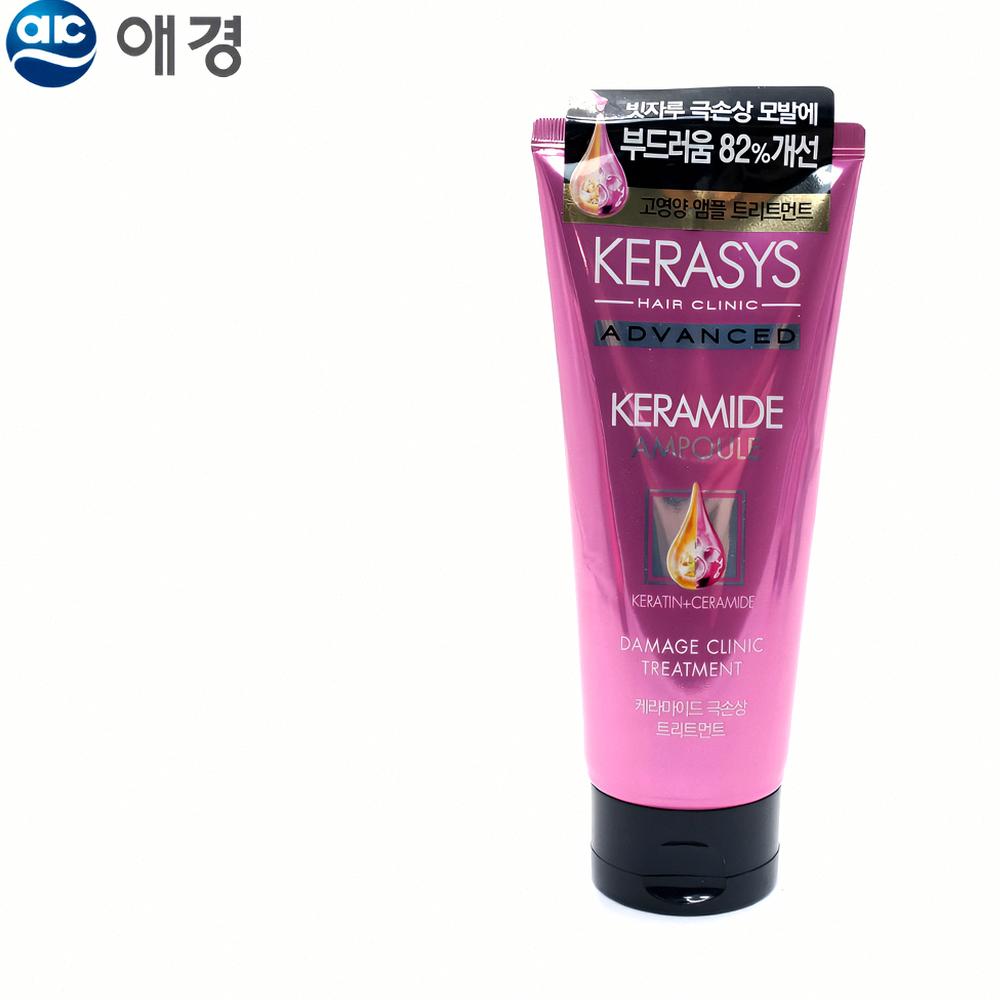 애경
빗자루 극손상 모발에
부드러움 82%개선
고영양 앰플 트리트먼트
KERASYS
HAIR CLINIC
ADVANCED
KERAMIDE
AMPOULE
KERATIN+CERAMIDE
DAMAGE CLINIC
TREATMENT
케라마이드 극손상
트리트먼트